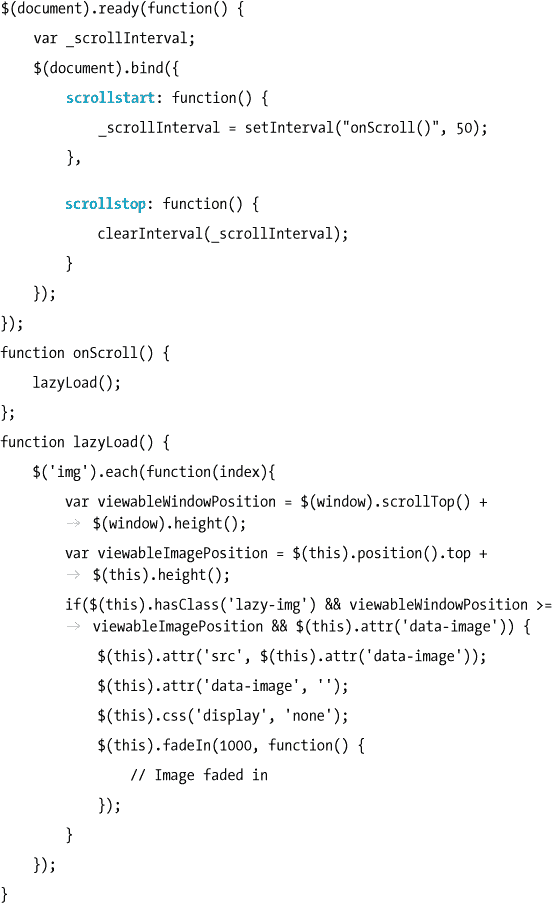 $(document).ready(function() {
var _scrollInterval;
$(document).bind({
scrollstart: function() {
_scrollInterval = setInterval("onScroll()", 50);
},
scrollstop: function() {
clearInterval(_scrollInterval);
}
});
});
function onScroll() {
lazyLoad();
};
function lazyLoad() {
$('img').each(function(index){
var viewableWindowPosition = $(window).scrollTop() +
→ $(window).height();
var viewableImagePosition = $(this).position().top +
→ $(this).height();
if($(this).hasClass('lazy-img') && viewableWindowPosition >=
→ viewableImagePosition && $(this).attr('data-image')) {
$(this).attr('src', $(this).attr('data-image'));
$(this).attr('data-image', '');
$(this).css('display', 'none');
$(this).fadeIn(1000, function() {
// Image faded in
});
}
});
}